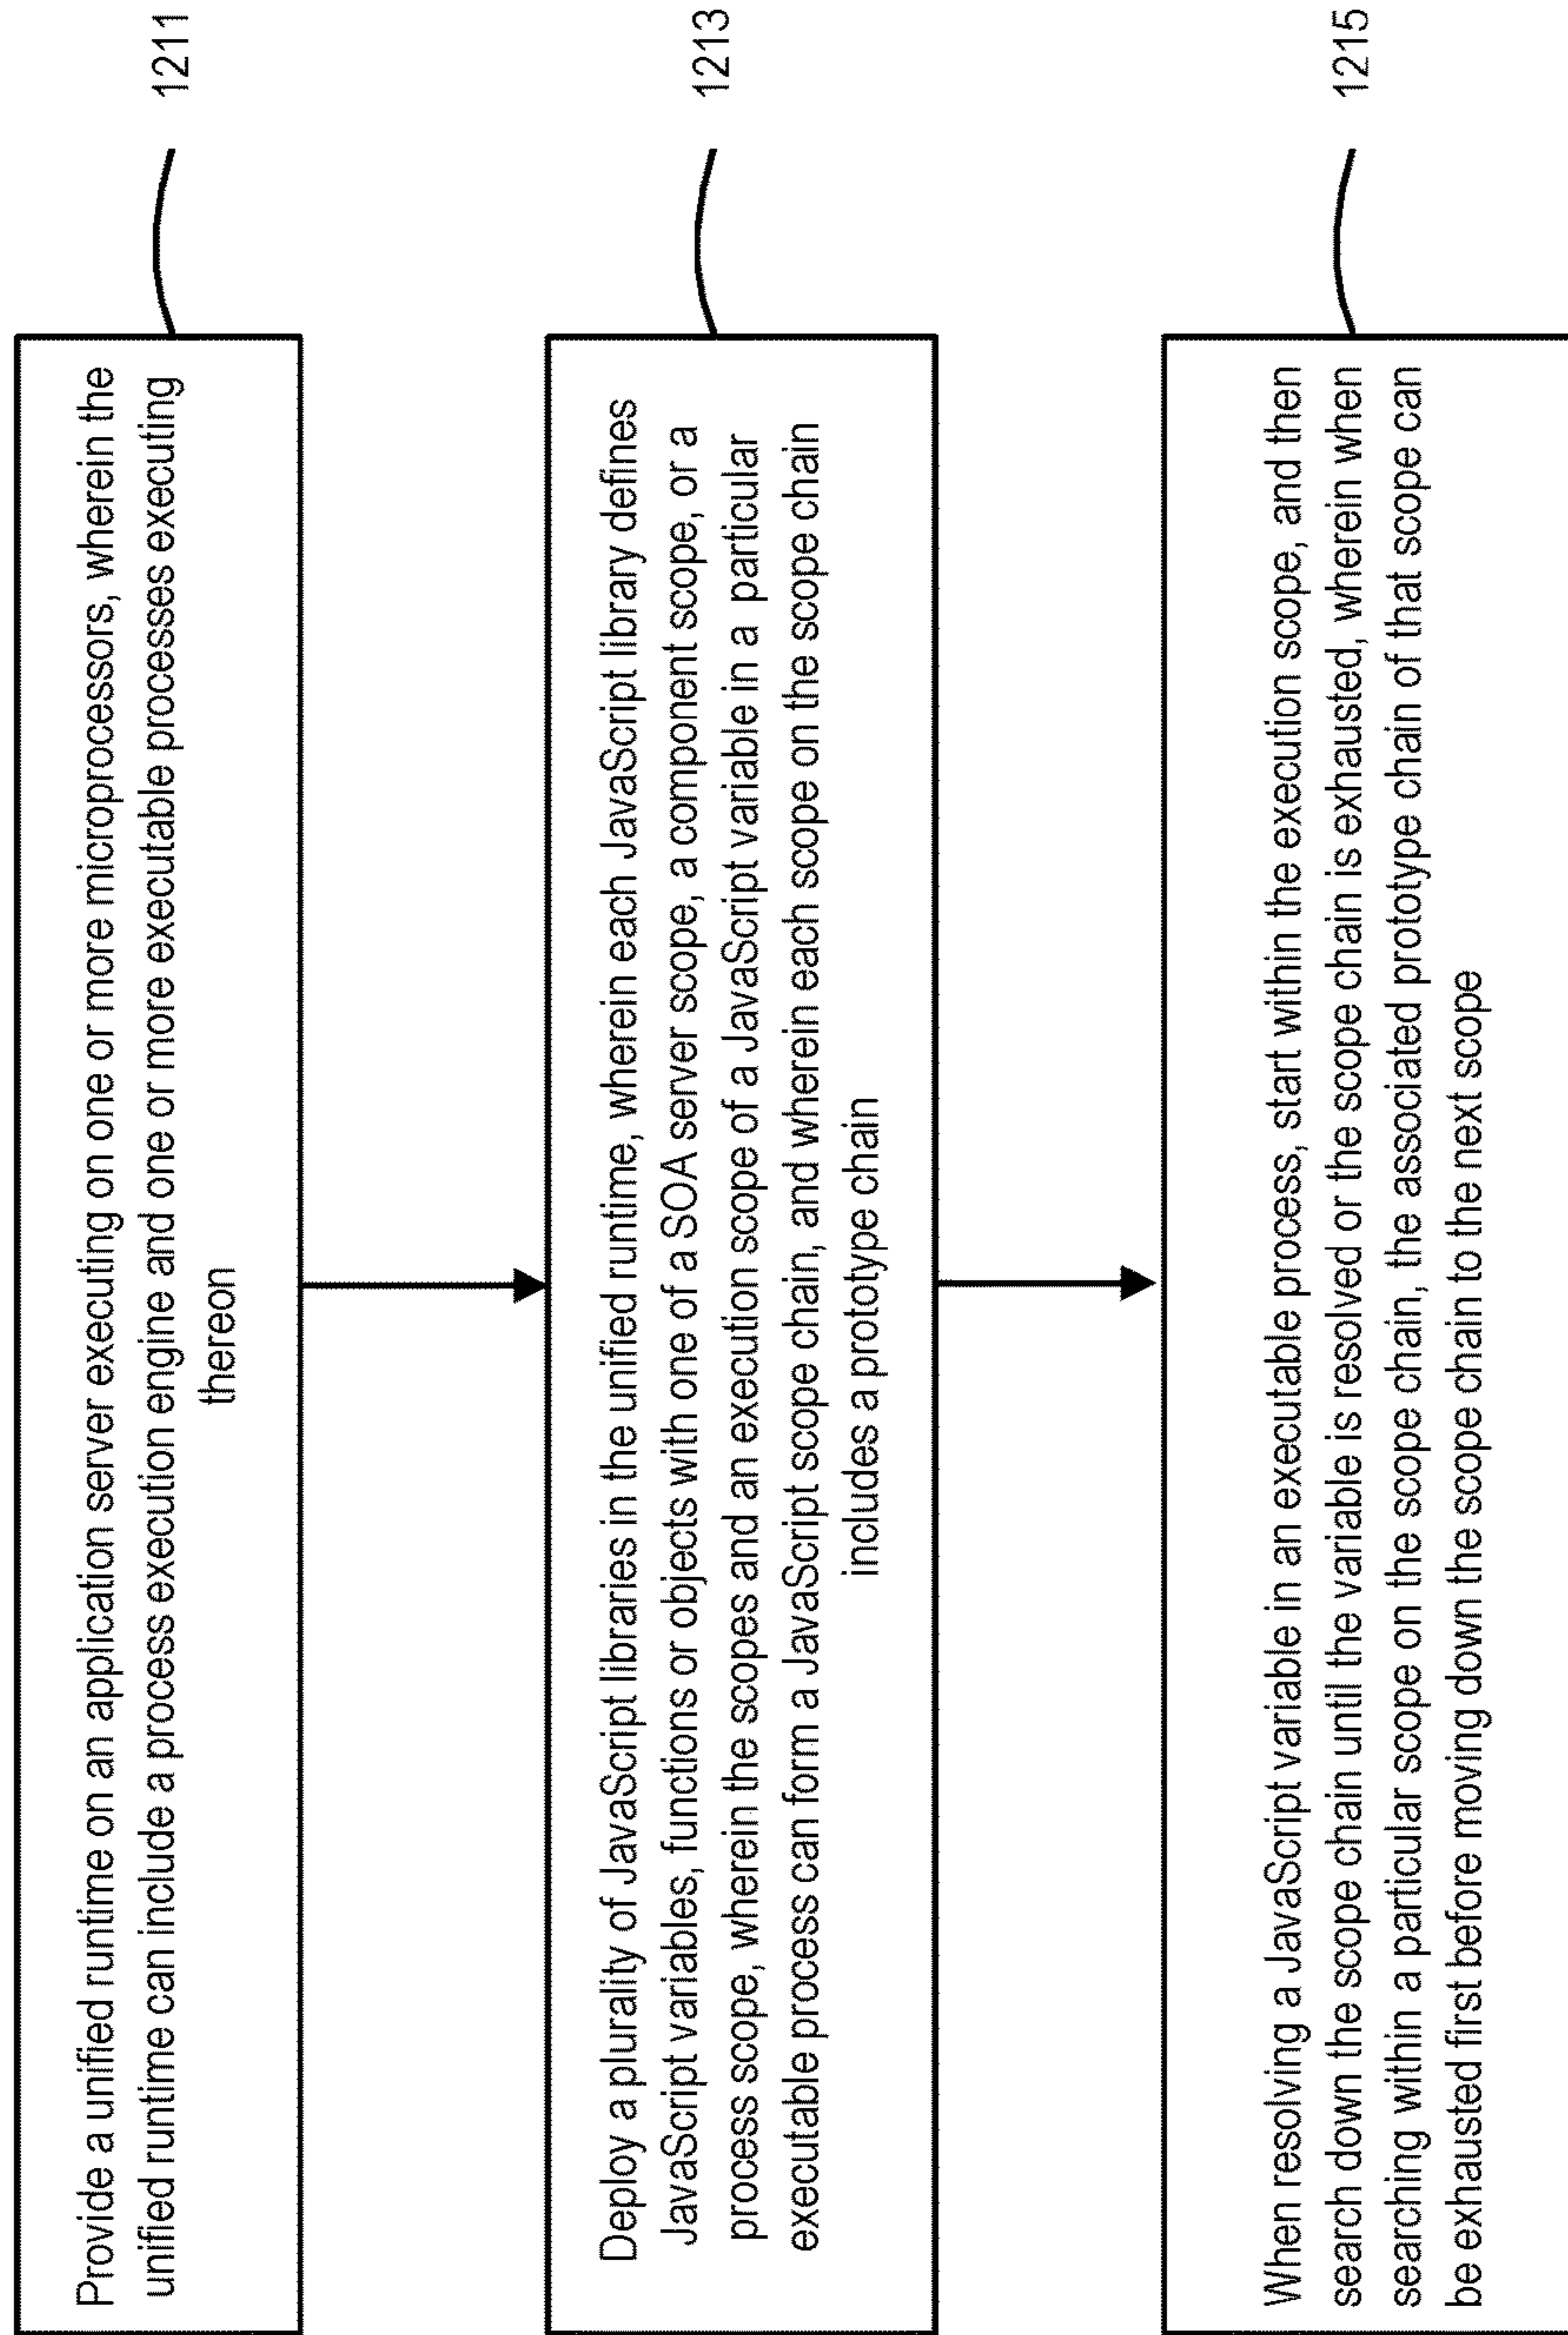 Provide a unified runtime on an application server executing on one or more microprocessors, wherein the
unified runtime can include a process execution engine and one or more executable processes executing
thereon
1211
Deploy a plurality of JavaScript libraries in the unified runtime, wherein each JavaScript library defines
JavaScript variables, functions or objects with one of a SOA server scope, a component scope, or a
process scope, wherein the scopes and an execution scope of a JavaScript variable in a particular
executable process can form a JavaScript scope chain, and wherein each scope on the scope chain
includes a prototype chain
1213
When resolving a JavaScript variable in an executable process, start within the execution scope, and then
search down the scope chain until the variable is resolved or the scope chain is exhausted, wherein when
searching within a particular scope on the scope chain, the associated prototype chain of that scope can
be exhausted first before moving down the scope chain to the next scope
1215